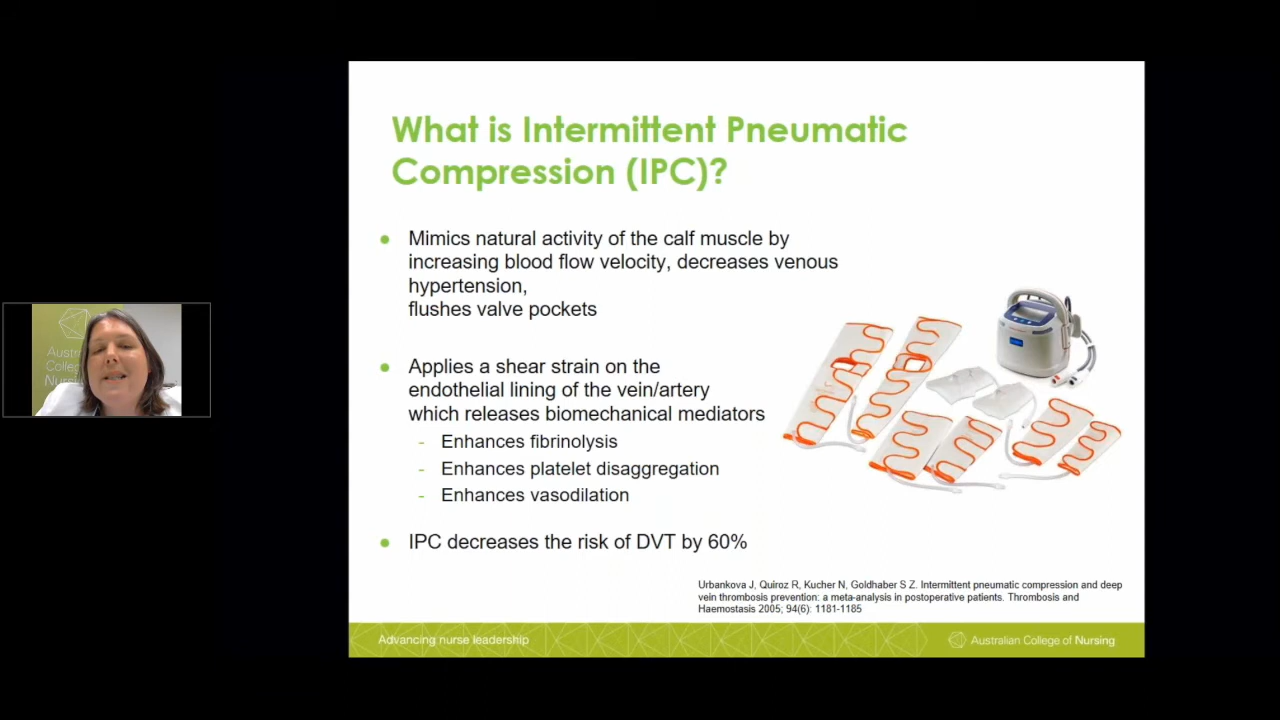 What is Intermittent Pneumatic
Compression (IPC)?
Mimics natural activity of the calf muscle by
increasing blood flow velocity, decreases venous
hypertension,
flushes valve pockets
Applies a shear strain on the
endothelial lining of the vein/artery
which releases biomechanical mediators
- Enhances fibrinolysis
- Enhances platelet disaggregation
- Enhances vasodilation
IPC decreases the risk of DVT by 60%
Urbankova J, Quiroz R, Kucher N, Goldhaber S Z. Intermittent pneumatic compression and deep
vein thrombosis prevention: a meta-analysis in postoperative patients. Thrombosis and
Haemostasis 2005; 94(6): 1181-1185
Advancing nurse leadership
Australian College of Nursing